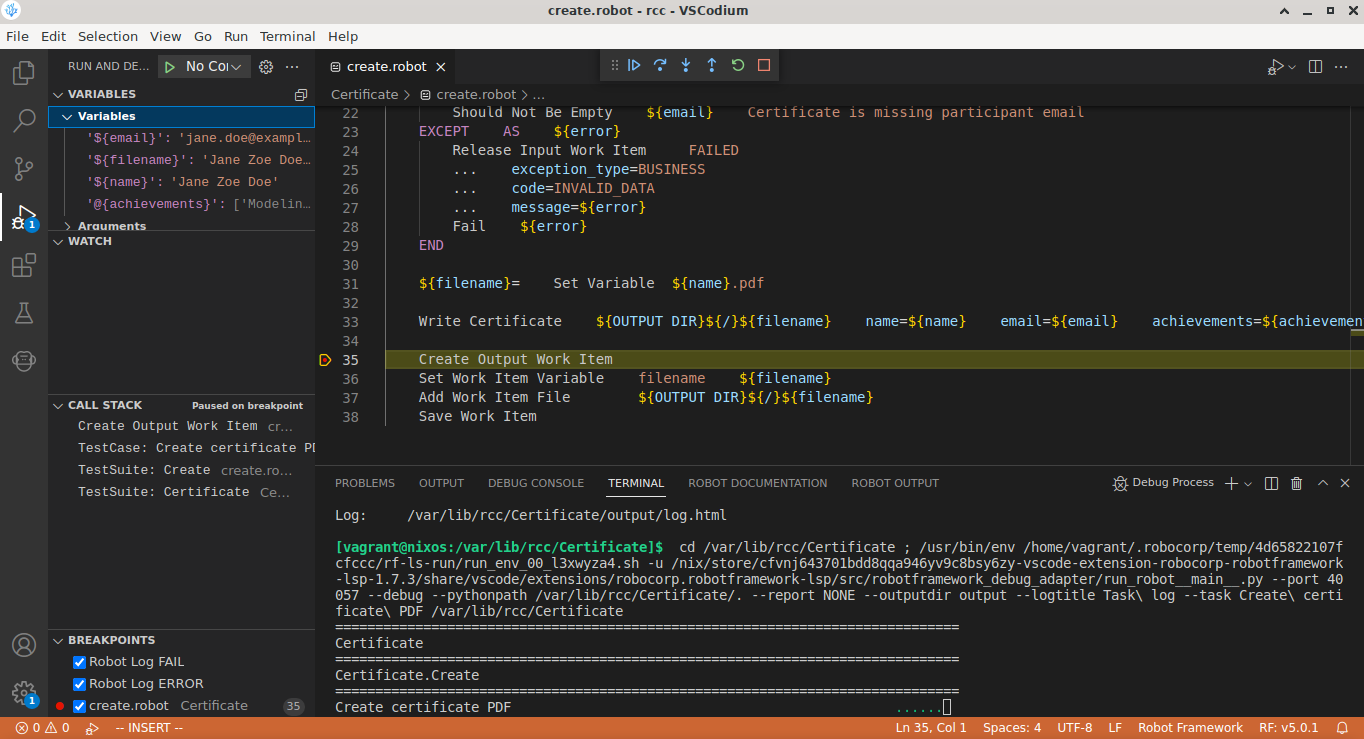 create.robot - rcc - VSCodium
File Edit Selection View Go Run Terminal Help
RUN AND DE... No Co
create.robot
VARIABLES
Certificate > create.robot > ...
Variables
'${email}': 'jane.doe@exampl...
'${filename}': 'Jane Zoe Doe...
'${name}': 'Jane Zoe Doe'
'@{achievements}': ['Modelin...
Arguments
WATCH
22 Should Not Be Empty ${email} Certificate is missing participant email
23 EXCEPT AS ${error}
24 Release Input Work Item FAILED
25 ... exception_type=BUSINESS
26 ... code=INVALID_DATA
27 ... message=${error}
28 Fail ${error}
29 END
30
31 ${filename}= Set Variable ${name}.pdf
32
33 Write Certificate ${OUTPUT DIR}${/}${filename} name=${name} email=${email} achievements=${achievemen
34
35 Create Output Work Item
36 Set Work Item Variable filename ${filename}
37 Add Work Item File ${OUTPUT DIR}${/}${filename}
38 Save Work Item
CALL STACK Paused on breakpoint
Create Output Work Item cr...
TestCase: Create certificate PD
TestSuite: Create create.ro...
TestSuite: Certificate Ce...
BREAKPOINTS
Robot Log FAIL
Robot Log ERROR
create.robot Certificate 35
PROBLEMS OUTPUT DEBUG CONSOLE TERMINAL ROBOT DOCUMENTATION ROBOT OUTPUT Debug Process
Log: /var/lib/rcc/Certificate/output/log.html
[vagrant@nixos:/var/lib/rcc/Certificate]$ cd /var/lib/rcc/Certificate ; /usr/bin/env /home/vagrant/.robocorp/temp/4d65822107f
cfccc/rf-ls-run/run_env_00_l3xwyza4.sh -u /nix/store/cfvnj643701bdd8qqa946yv9c8bsy6zy-vscode-extension-robocorp-robotframework
-lsp-1.7.3/share/vscode/extensions/robocorp.robotframework-lsp/src/robotframework_debug_adapter/run_robot__main__.py --port 40
057 --debug --pythonpath /var/lib/rcc/Certificate/. --report NONE --outputdir output --logtitle Task\ log --task Create\ certi
ficate\ PDF /var/lib/rcc/Certificate
==============================================================================
Certificate
==============================================================================
Certificate.Create
==============================================================================
Create certificate PDF ......
1
1
0 0 -- INSERT -- Ln 35, Col 1 Spaces: 4 UTF-8 LF Robot Framework RF: v5.0.1